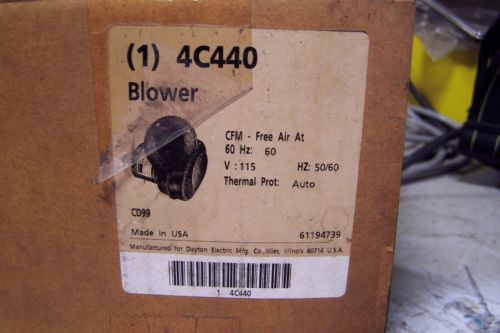 (1) 4C440
Blower
CFM - Free Air At
60 Hz: 60
V : 115 HZ: 50/60
Thermal Prot: Auto
CD99
Made in USA 61194739
Manufactured for Dayton Electric Mfg. Co., Niles, Illinois 60714 U.S.A.
1 4C440